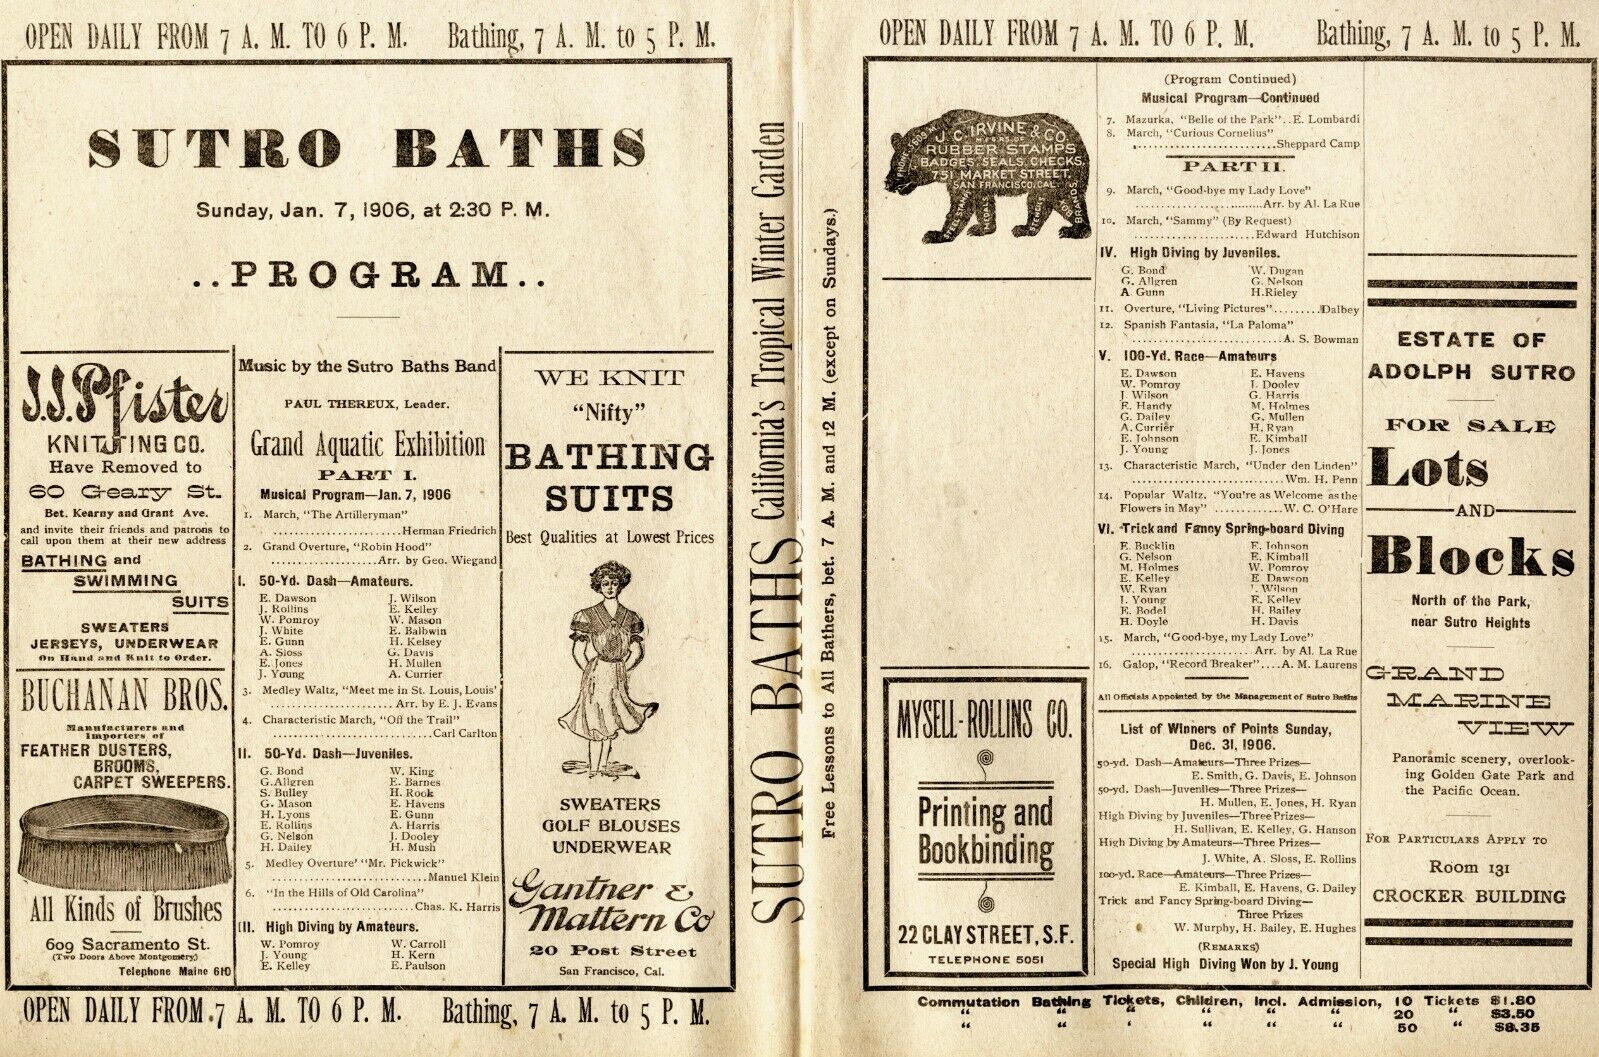 OPEN DAILY FROM 7 A. M. TO 6 P. M. Bathing, 7 A. M. to 5 P. M.
SUTRO BATHS
Sunday, Jan. 7, 1906, at 2:30 P. M.
..PROGRAM..
J.J. Pfister
KNITTING CO.
Have Removed to
60 Geary St.
Bet. Kearny and Grant Ave.
and invite their friends and patrons to
call upon them at their new address
BATHING and
SWIMMING
SUITS
SWEATERS
JERSEYS, UNDERWEAR
On Hand and Knit to Order.
BUCHANAN BROS.
Manufacturers and
Importers of
FEATHER DUSTERS,
BROOMS,
CARPET SWEEPERS.
All Kinds of Brushes
609 Sacramento St.
(Two Doors Above Montgomery)
Telephone Maine 610
Music by the Sutro Baths Band
PAUL THEREUX, Leader.
Grand Aquatic Exhibition
PART I.
Musical Program—Jan. 7, 1906
1. March, "The Artilleryman"
..............................Herman Friedrich
2. Grand Overture, "Robin Hood"
..........................Arr. by Geo. Wiegand
I. 50-Yd. Dash—Amateurs.
E. Dawson J. Wilson
J. Rollins E. Kelley
W. Pomroy W. Mason
J. White E. Balbwin
E. Gunn H. Kelsey
A. Sloss G. Davis
E. Jones H. Mullen
J. Young A. Currier
3. Medley Waltz, "Meet me in St. Louis, Louis'
..............................Arr. by E. J. Evans
4. Characteristic March, "Off the Trail"
......................................Carl Carlton
II. 50-Yd. Dash—Juveniles.
G. Bond W. King
G. Allgren E. Barnes
S. Bulley H. Rook
G. Mason E. Havens
H. Lyons E. Gunn
E. Rollins A. Harris
G. Nelson J. Dooley
H. Dailey H. Mush
5. Medley Overture' "Mr. Pickwick"
....................................Manuel Klein
6. "In the Hills of Old Carolina"
..................................Chas. K. Harris
III. High Diving by Amateurs.
W. Pomroy W. Carroll
J. Young H. Kern
E. Kelley E. Paulson
WE KNIT
"Nifty"
BATHING
SUITS
Best Qualities at Lowest Prices
SWEATERS
GOLF BLOUSES
UNDERWEAR
Gantner &
Mattern Co
20 Post Street
San Francisco, Cal.
OPEN DAILY FROM 7 A. M. TO 6 P. M. Bathing, 7 A. M. to 5 P. M.
SUTRO BATHS California's Tropical Winter Garden
Free Lessons to All Bathers, bet. 7 A. M. and 12 M. (except on Sundays.)
OPEN DAILY FROM 7 A. M. TO 6 P. M. Bathing, 7 A. M. to 5 P. M.
J. C. IRVINE & CO.
RUBBER STAMPS
BADGES, SEALS, CHECKS.
751 MARKET STREET,
SAN FRANCISCO, CAL.
BRANDS.
MYSELL-ROLLINS CO.
Printing and
Bookbinding
22 CLAY STREET, S.F.
TELEPHONE 5051
(Program Continued)
Musical Program—Continued
7. Mazurka, "Belle of the Park"..E. Lombardi
8. March, "Curious Cornelius"
..............................Sheppard Camp
PART II.
9. March, "Good-bye my Lady Love"
..............................Arr. by Al. La Rue
10. March, "Sammy" (By Request)
..........................Edward Hutchison
IV. High Diving by Juveniles.
G. Bond W. Dugan
G. Allgren G. Nelson
A. Gunn H. Rieley
11. Overture, "Living Pictures".........Dalbey
12. Spanish Fantasia, "La Paloma"
..............................A. S. Bowman
V. 100-Yd. Race—Amateurs
E. Dawson E. Havens
W. Pomroy J. Dooley
J. Wilson G. Harris
E. Handy M. Holmes
G. Dailey G. Mullen
A. Currier H. Ryan
E. Johnson E. Kimball
J. Young J. Jones
13. Characteristic March, "Under den Linden"
..............................Wm. H. Penn
14. Popular Waltz, "You're as Welcome as the
Flowers in May"..............W. C. O'Hare
VI. Trick and Fancy Spring-board Diving
E. Bucklin E. Johnson
G. Nelson E. Kimball
M. Holmes W. Pomroy
E. Kelley E. Dawson
W. Ryan J. Wilson
J. Young E. Kelley
E. Bodel H. Bailey
H. Doyle H. Davis
15. March, "Good-bye, my Lady Love"
..............................Arr. by Al. La Rue
16. Galop, "Record Breaker"....A. M. Laurens
All Officials Appointed by the Management of Sutro Baths
List of Winners of Points Sunday,
Dec. 31, 1906.
50-yd. Dash—Amateurs—Three Prizes—
E. Smith, G. Davis, E. Johnson
50-yd. Dash—Juveniles—Three Prizes—
H. Mullen, E. Jones, H. Ryan
High Diving by Juveniles—Three Prizes—
H. Sullivan, E. Kelley, G. Hanson
High Diving by Amateurs—Three Prizes—
J. White, A. Sloss, E. Rollins
100-yd. Race—Amateurs—Three Prizes—
E. Kimball, E. Havens, G. Dailey
Trick and Fancy Spring-board Diving—
Three Prizes
W. Murphy, H. Bailey, E. Hughes
(REMARKS)
Special High Diving Won by J. Young
ESTATE OF
ADOLPH SUTRO
FOR SALE
Lots
AND
Blocks
North of the Park,
near Sutro Heights
GRAND
MARINE
VIEW
Panoramic scenery, overlook-
ing Golden Gate Park and
the Pacific Ocean.
FOR PARTICULARS APPLY TO
Room 131
CROCKER BUILDING
Commutation Bathing Tickets, Children, Incl. Admission, 10 Tickets $1.80
" " ' " " " 20 " $3.50
" " ' " " " 50 " $8.35